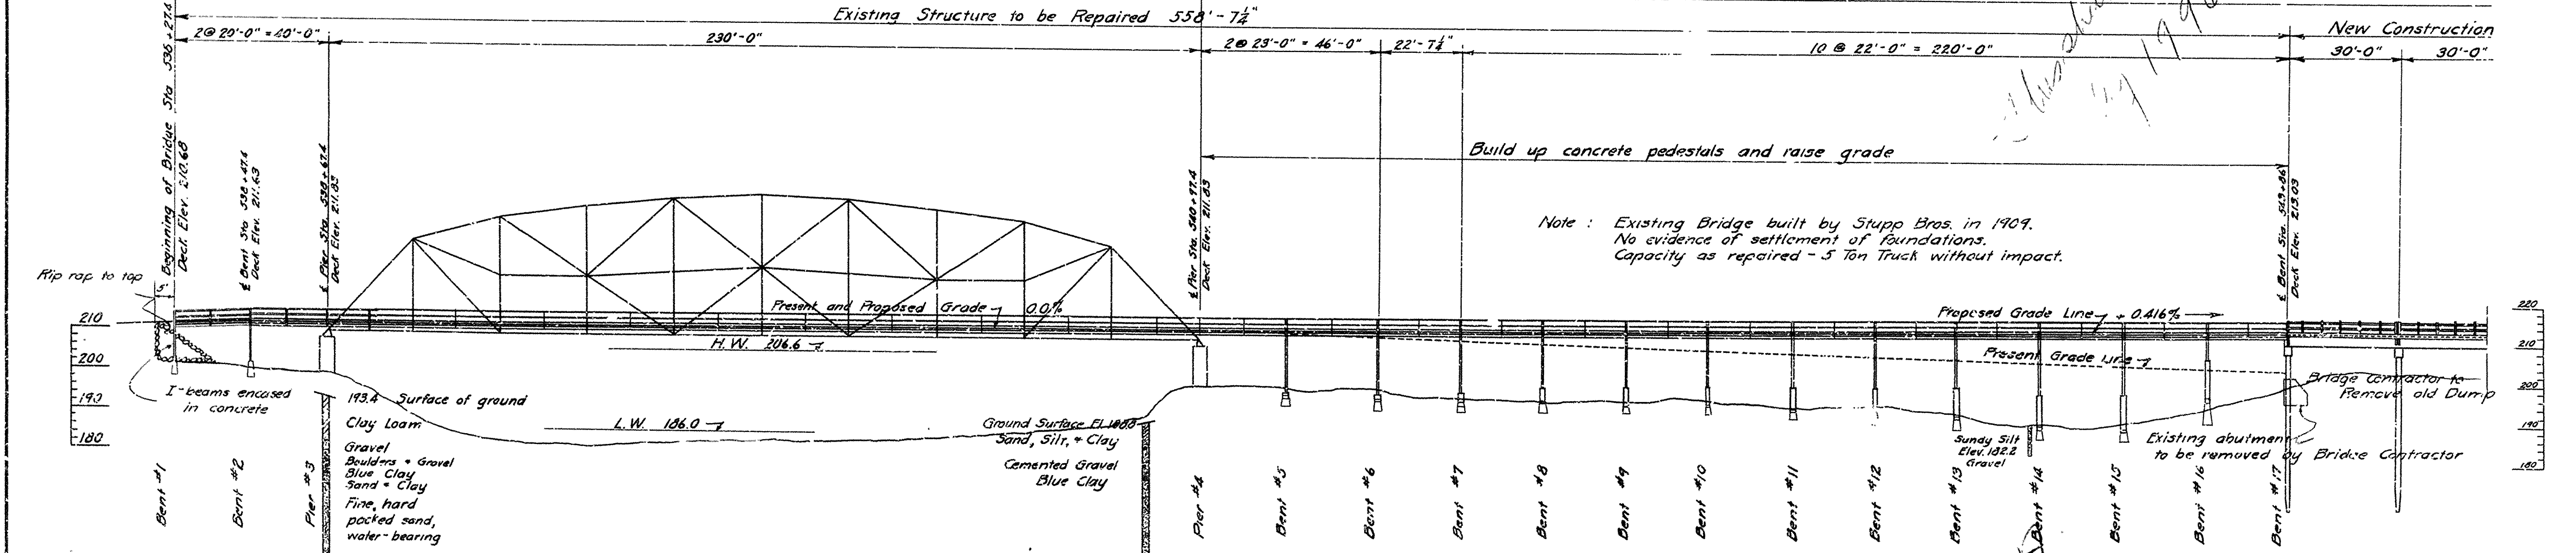 Existing Structure to be Repaired 558'-7¼"
New Construction
2@ 20'-0" = 40'-0"
230'-0"
2@ 23'-0" = 46'-0"
22'-7¼"
10 @ 22'-0" = 220'-0"
30'-0"
30'-0"
Build up concrete pedestals and raise grade
Beginning of Bridge Sta 538+27.4
Deck Elev. 210.68
℄ Bent Sta 538+47.4
Deck Elev. 211.63
℄ Pier Sta. 538+67.4
Deck Elev. 211.83
℄ Pier Sta. 540+97.4
Deck Elev. 211.83
℄ Bent Sta. 543+86
Deck Elev. 213.03
Note : Existing Bridge built by Stupp Bros. in 1909.
No evidence of settlement of foundations.
Capacity as repaired - 5 Ton Truck without impact.
Rip rap to top
5'
Present and Proposed Grade 0.0%
Proposed Grade Line + 0.416%
Present Grade Line
H.W. 206.6
L.W. 186.0
210
200
190
180
220
210
200
190
180
I-beams encased
in concrete
193.4 Surface of ground
Clay Loam
Gravel
Boulders + Gravel
Blue Clay
Sand + Clay
Fine, hard
packed sand,
water-bearing
Ground Surface El.
Sand, Silt, + Clay
Cemented Gravel
Blue Clay
Sandy Silt
Elev. 182.2
Gravel
Bridge Contractor to
Remove old Dump
Existing abutment
to be removed by Bridge Contractor
Bent #1
Bent #2
Pier #3
Pier #4
Bent #5
Bent #6
Bent #7
Bent #8
Bent #9
Bent #10
Bent #11
Bent #12
Bent #13
Bent #14
Bent #15
Bent #16
Bent #17